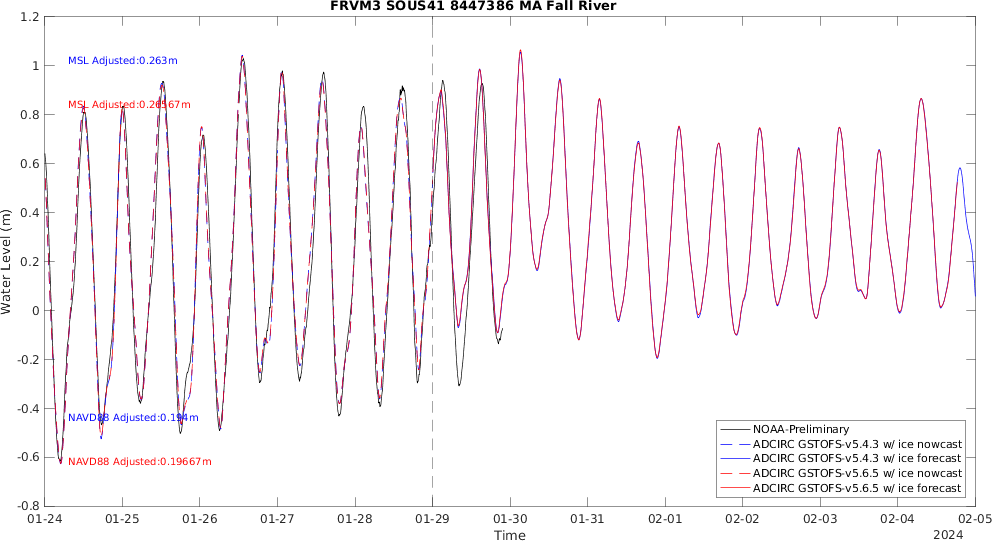 FRVM3 SOUS41 8447386 MA Fall River
1.2
1
0.8
0.6
0.4
0.2
0
-0.2
-0.4
-0.6
-0.8
Water Level (m)
MSL Adjusted:0.263m
MSL Adjusted:0.26567m
NAVD88 Adjusted:0.194m
NAVD88 Adjusted:0.19667m
NOAA-Preliminary
ADCIRC GSTOFS-v5.4.3 w/ ice nowcast
ADCIRC GSTOFS-v5.4.3 w/ ice forecast
ADCIRC GSTOFS-v5.6.5 w/ ice nowcast
ADCIRC GSTOFS-v5.6.5 w/ ice forecast
01-24 01-25 01-26 01-27 01-28 01-29 01-30 01-31 02-01 02-02 02-03 02-04 02-05
Time
2024